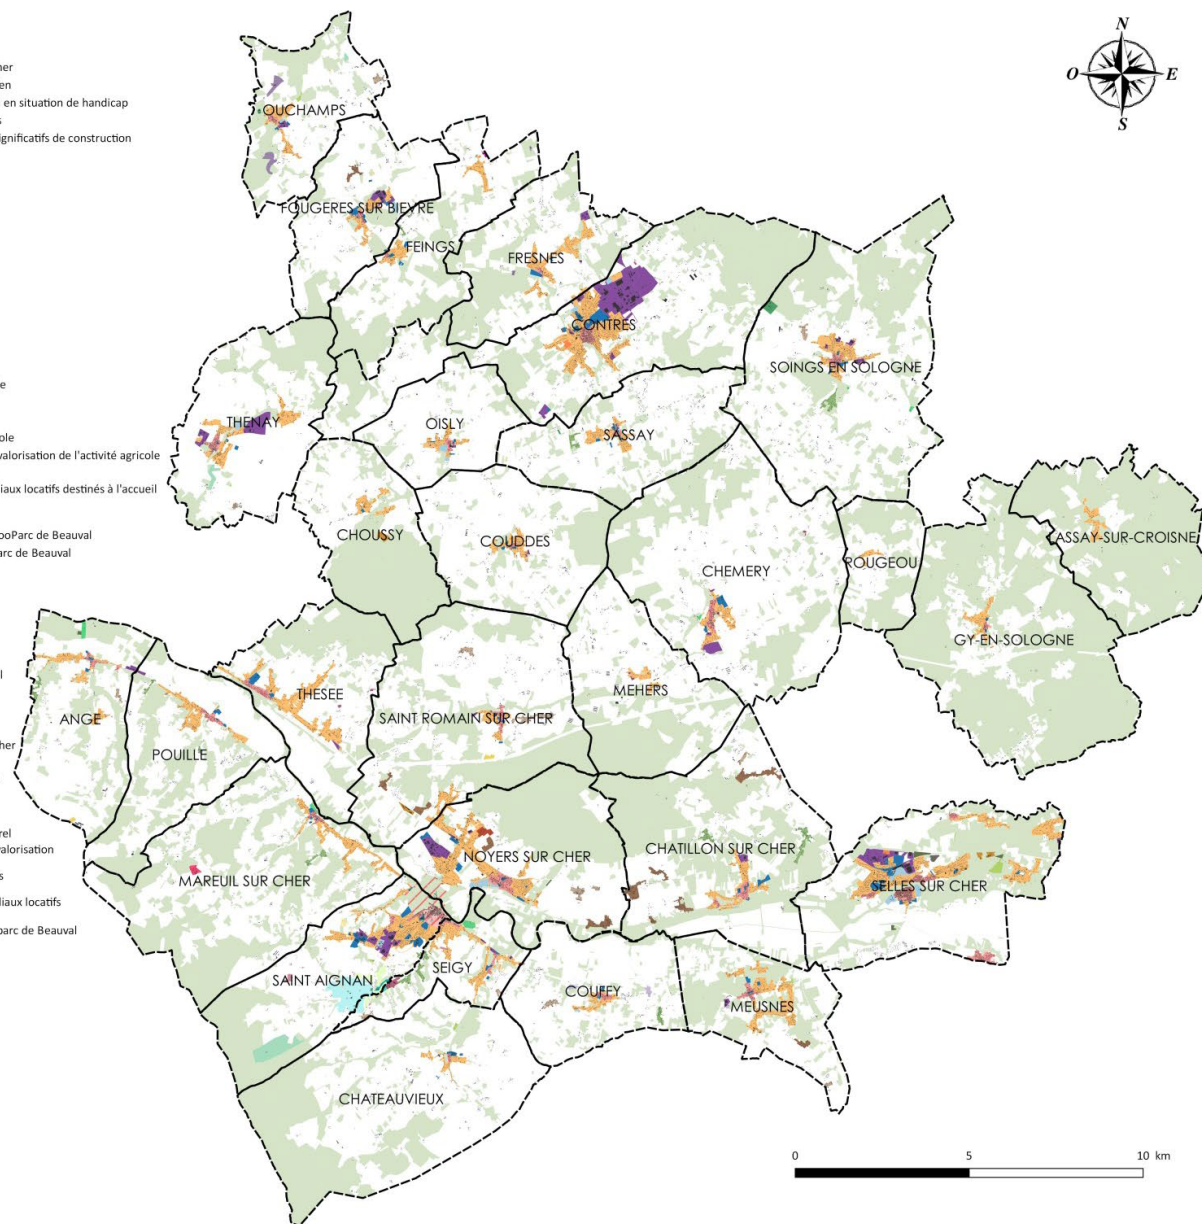 ner
en
en situation de handicap
s
ignificatifs de construction
e
ole
valorisation de l'activité agricole
iaux locatifs destinés à l'accueil
ooParc de Beauval
arc de Beauval
l
her
rel
valorisation
s
liaux locatifs
parc de Beauval
N
O
E
S
OUCHAMPS
FOUGERES SUR BIEVRE
FEINGS
FRESNES
CONTRES
SOINGS EN SOLOGNE
THENAY
OISLY
SASSAY
CHOUSSY
COUDDES
CHEMERY
ROUGEOU
LASSAY-SUR-CROISNE
GY-EN-SOLOGNE
ANGE
POUILLE
THESEE
SAINT ROMAIN SUR CHER
MEHERS
MAREUIL SUR CHER
NOYERS SUR CHER
CHATILLON SUR CHER
SELLES SUR CHER
SAINT AIGNAN
SEIGY
COUFFY
MEUSNES
CHATEAUVIEUX
0 5 10 km